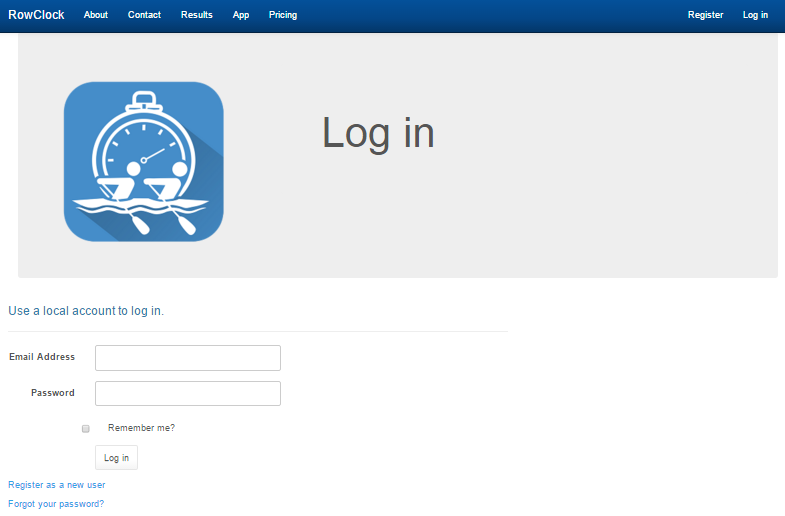 RowClock About Contact Results App Pricing Register Log in
Log in
Use a local account to log in.
Email Address
Password
Remember me?
Log in
Register as a new user
Forgot your password?